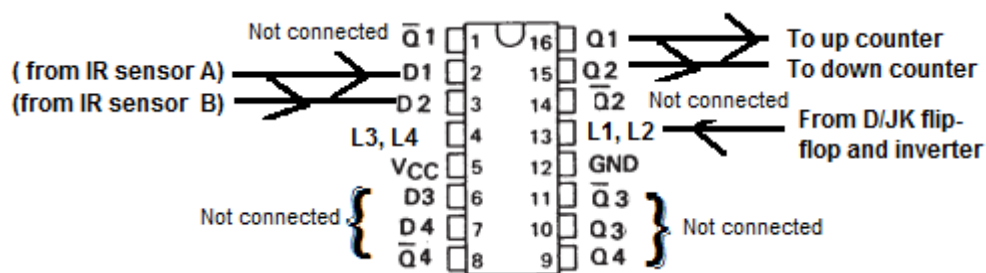 Not connected
Q̅1 1 16 Q1 To up counter
( from IR sensor A) D1 2 15 Q2 To down counter
(from IR sensor B) D2 3 14 Q̅2 Not connected
L3, L4 4 13 L1, L2 From D/JK flip-
flop and inverter
VCC 5 12 GND
D3 6 11 Q̅3
Not connected D4 7 10 Q3 Not connected
Q̅4 8 9 Q4